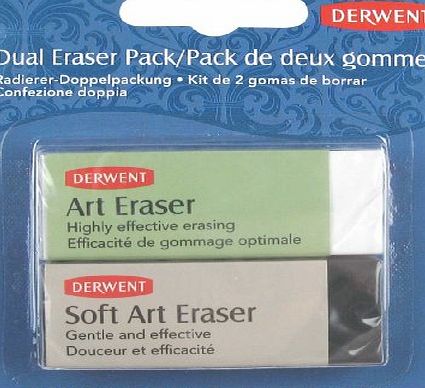 DERWENT
Dual Eraser Pack/Pack de deux gomme
Radierer-Doppelpackung • Kit de 2 gomas de borrar
Confezione doppia
DERWENT
Art Eraser
Highly effective erasing
Efficacité de gommage optimale
DERWENT
Soft Art Eraser
Gentle and effective
Douceur et efficacité